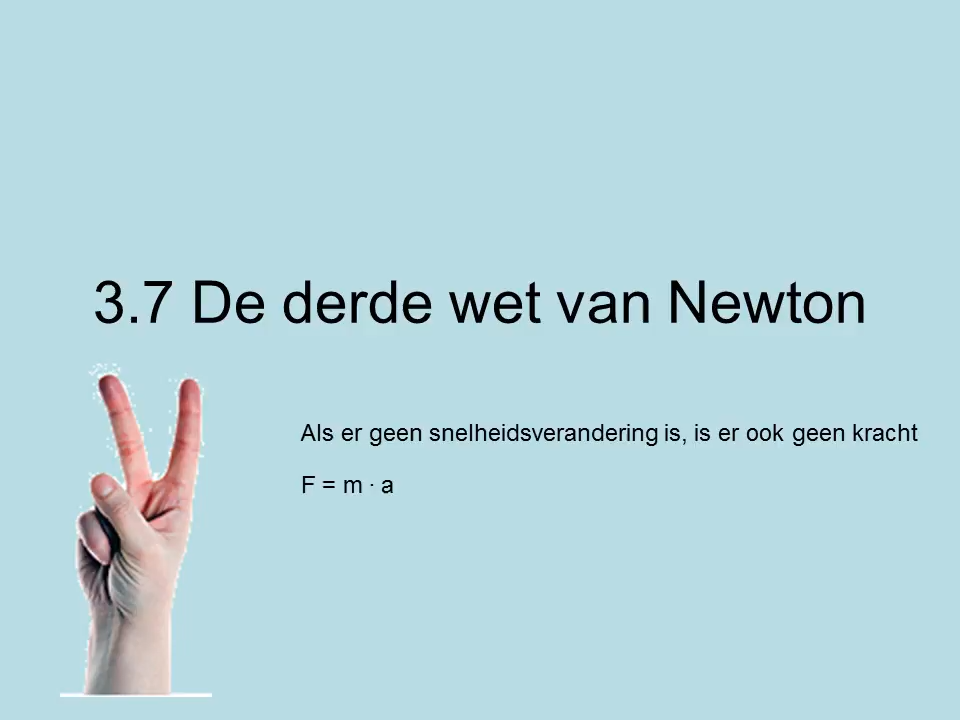 3.7 De derde wet van Newton
Als er geen snelheidsverandering is, is er ook geen kracht
F = m · a